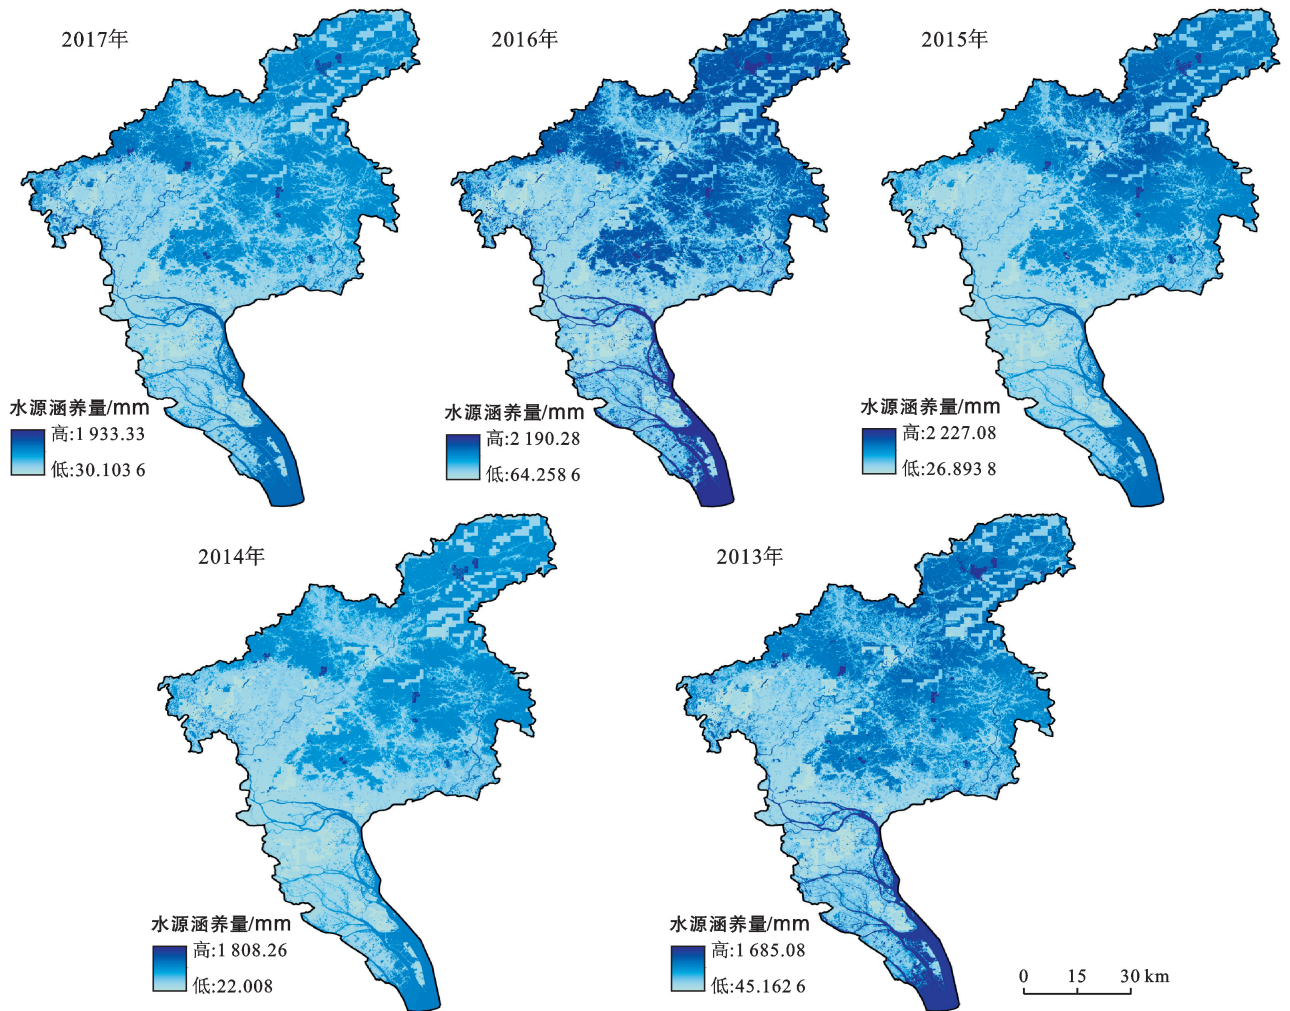 2017年
2016年
2015年
水源涵养量/mm
高:1 933.33
低:30.103 6
水源涵养量/mm
高:2 190.28
低:64.258 6
水源涵养量/mm
高:2 227.08
低:26.893 8
2014年
2013年
水源涵养量/mm
高:1 808.26
低:22.008
水源涵养量/mm
高:1 685.08
低:45.162 6
0 15 30 km